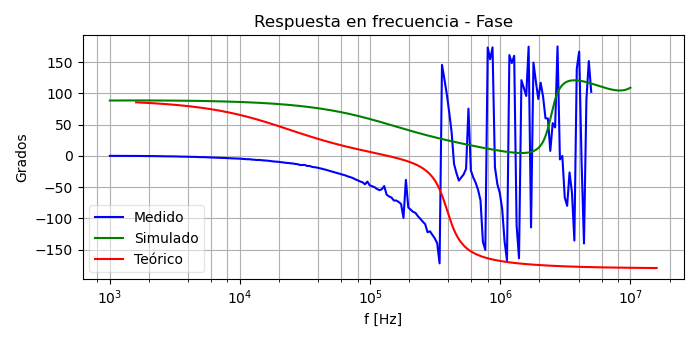 Respuesta en frecuencia - Fase
Grados
150
100
50
0
−50
−100
−150
Medido
Simulado
Teórico
10³
10⁴
10⁵
10⁶
10⁷
f [Hz]